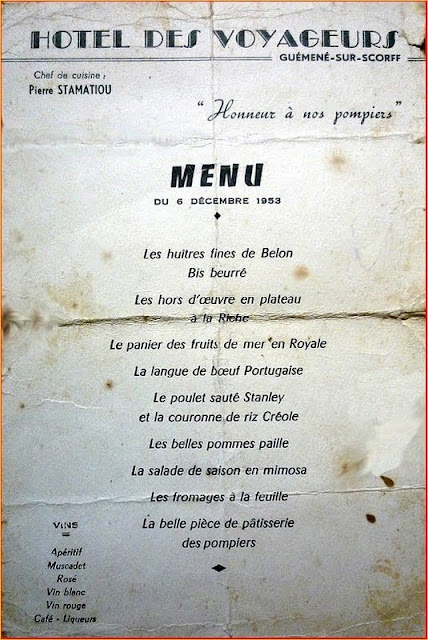 HOTEL DES VOYAGEURS
GUÉMENÉ-SUR-SCORFF
Chef de cuisine :
Pierre STAMATIOU
“ Honneur à nos pompiers ”
MENU
DU 6 DÉCEMBRE 1953
Les huîtres fines de Belon
Bis beurré
Les hors d'œuvre en plateau
à la Riche
Le panier des fruits de mer en Royale
La langue de bœuf Portugaise
Le poulet sauté Stanley
et la couronne de riz Créole
Les belles pommes paille
La salade de saison en mimosa
Les fromages à la feuille
La belle pièce de pâtisserie
des pompiers
VINS
Apéritif
Muscadet
Rosé
Vin blanc
Vin rouge
Café - Liqueurs